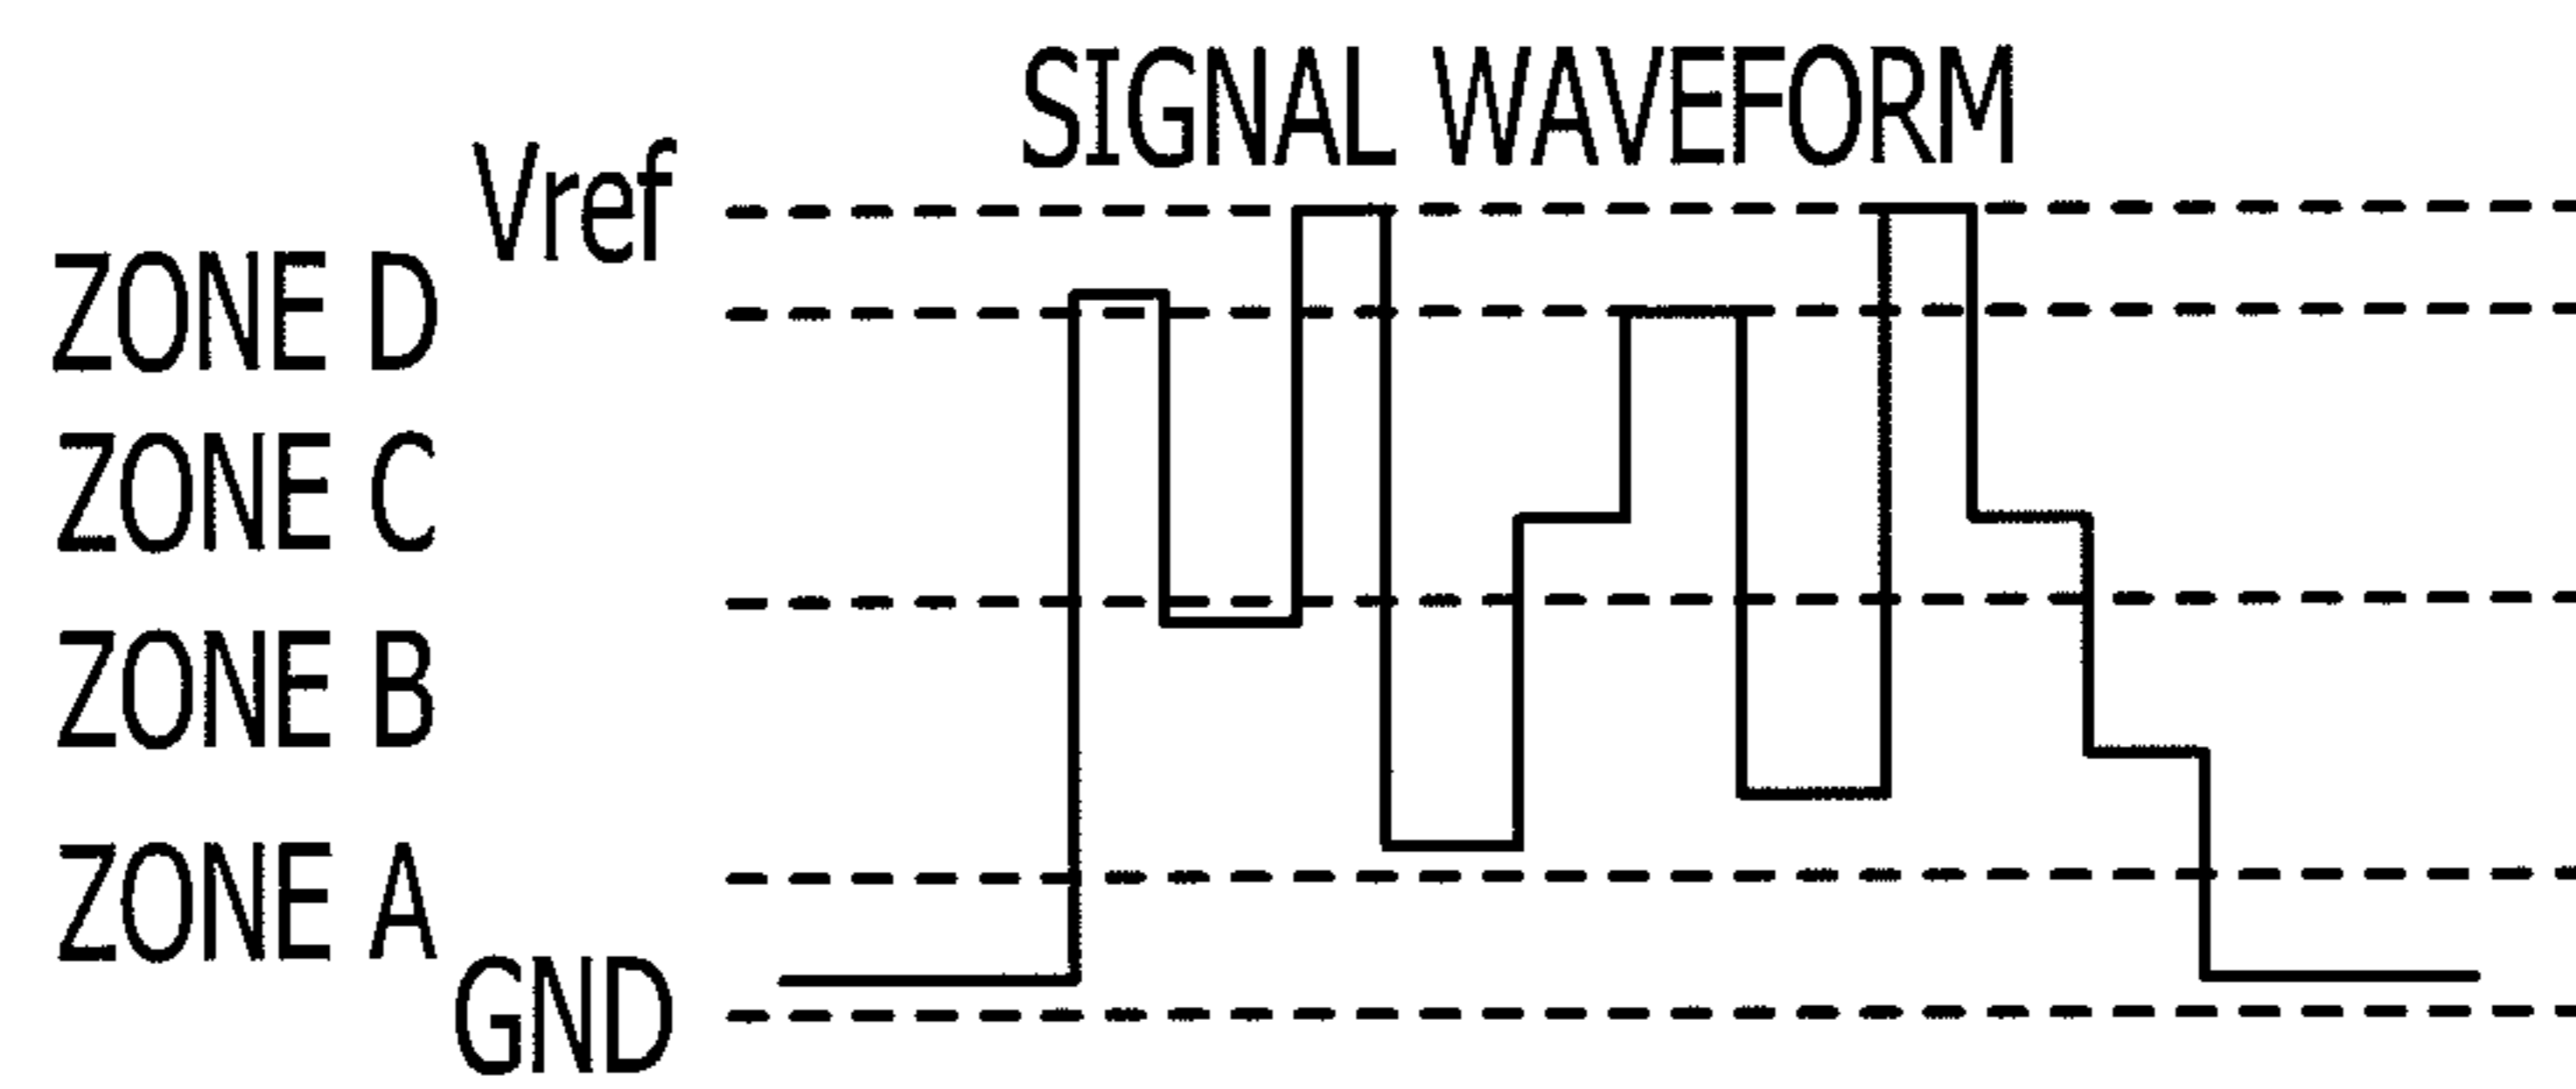 SIGNAL WAVEFORM
Vref
ZONE D
ZONE C
ZONE B
ZONE A
GND